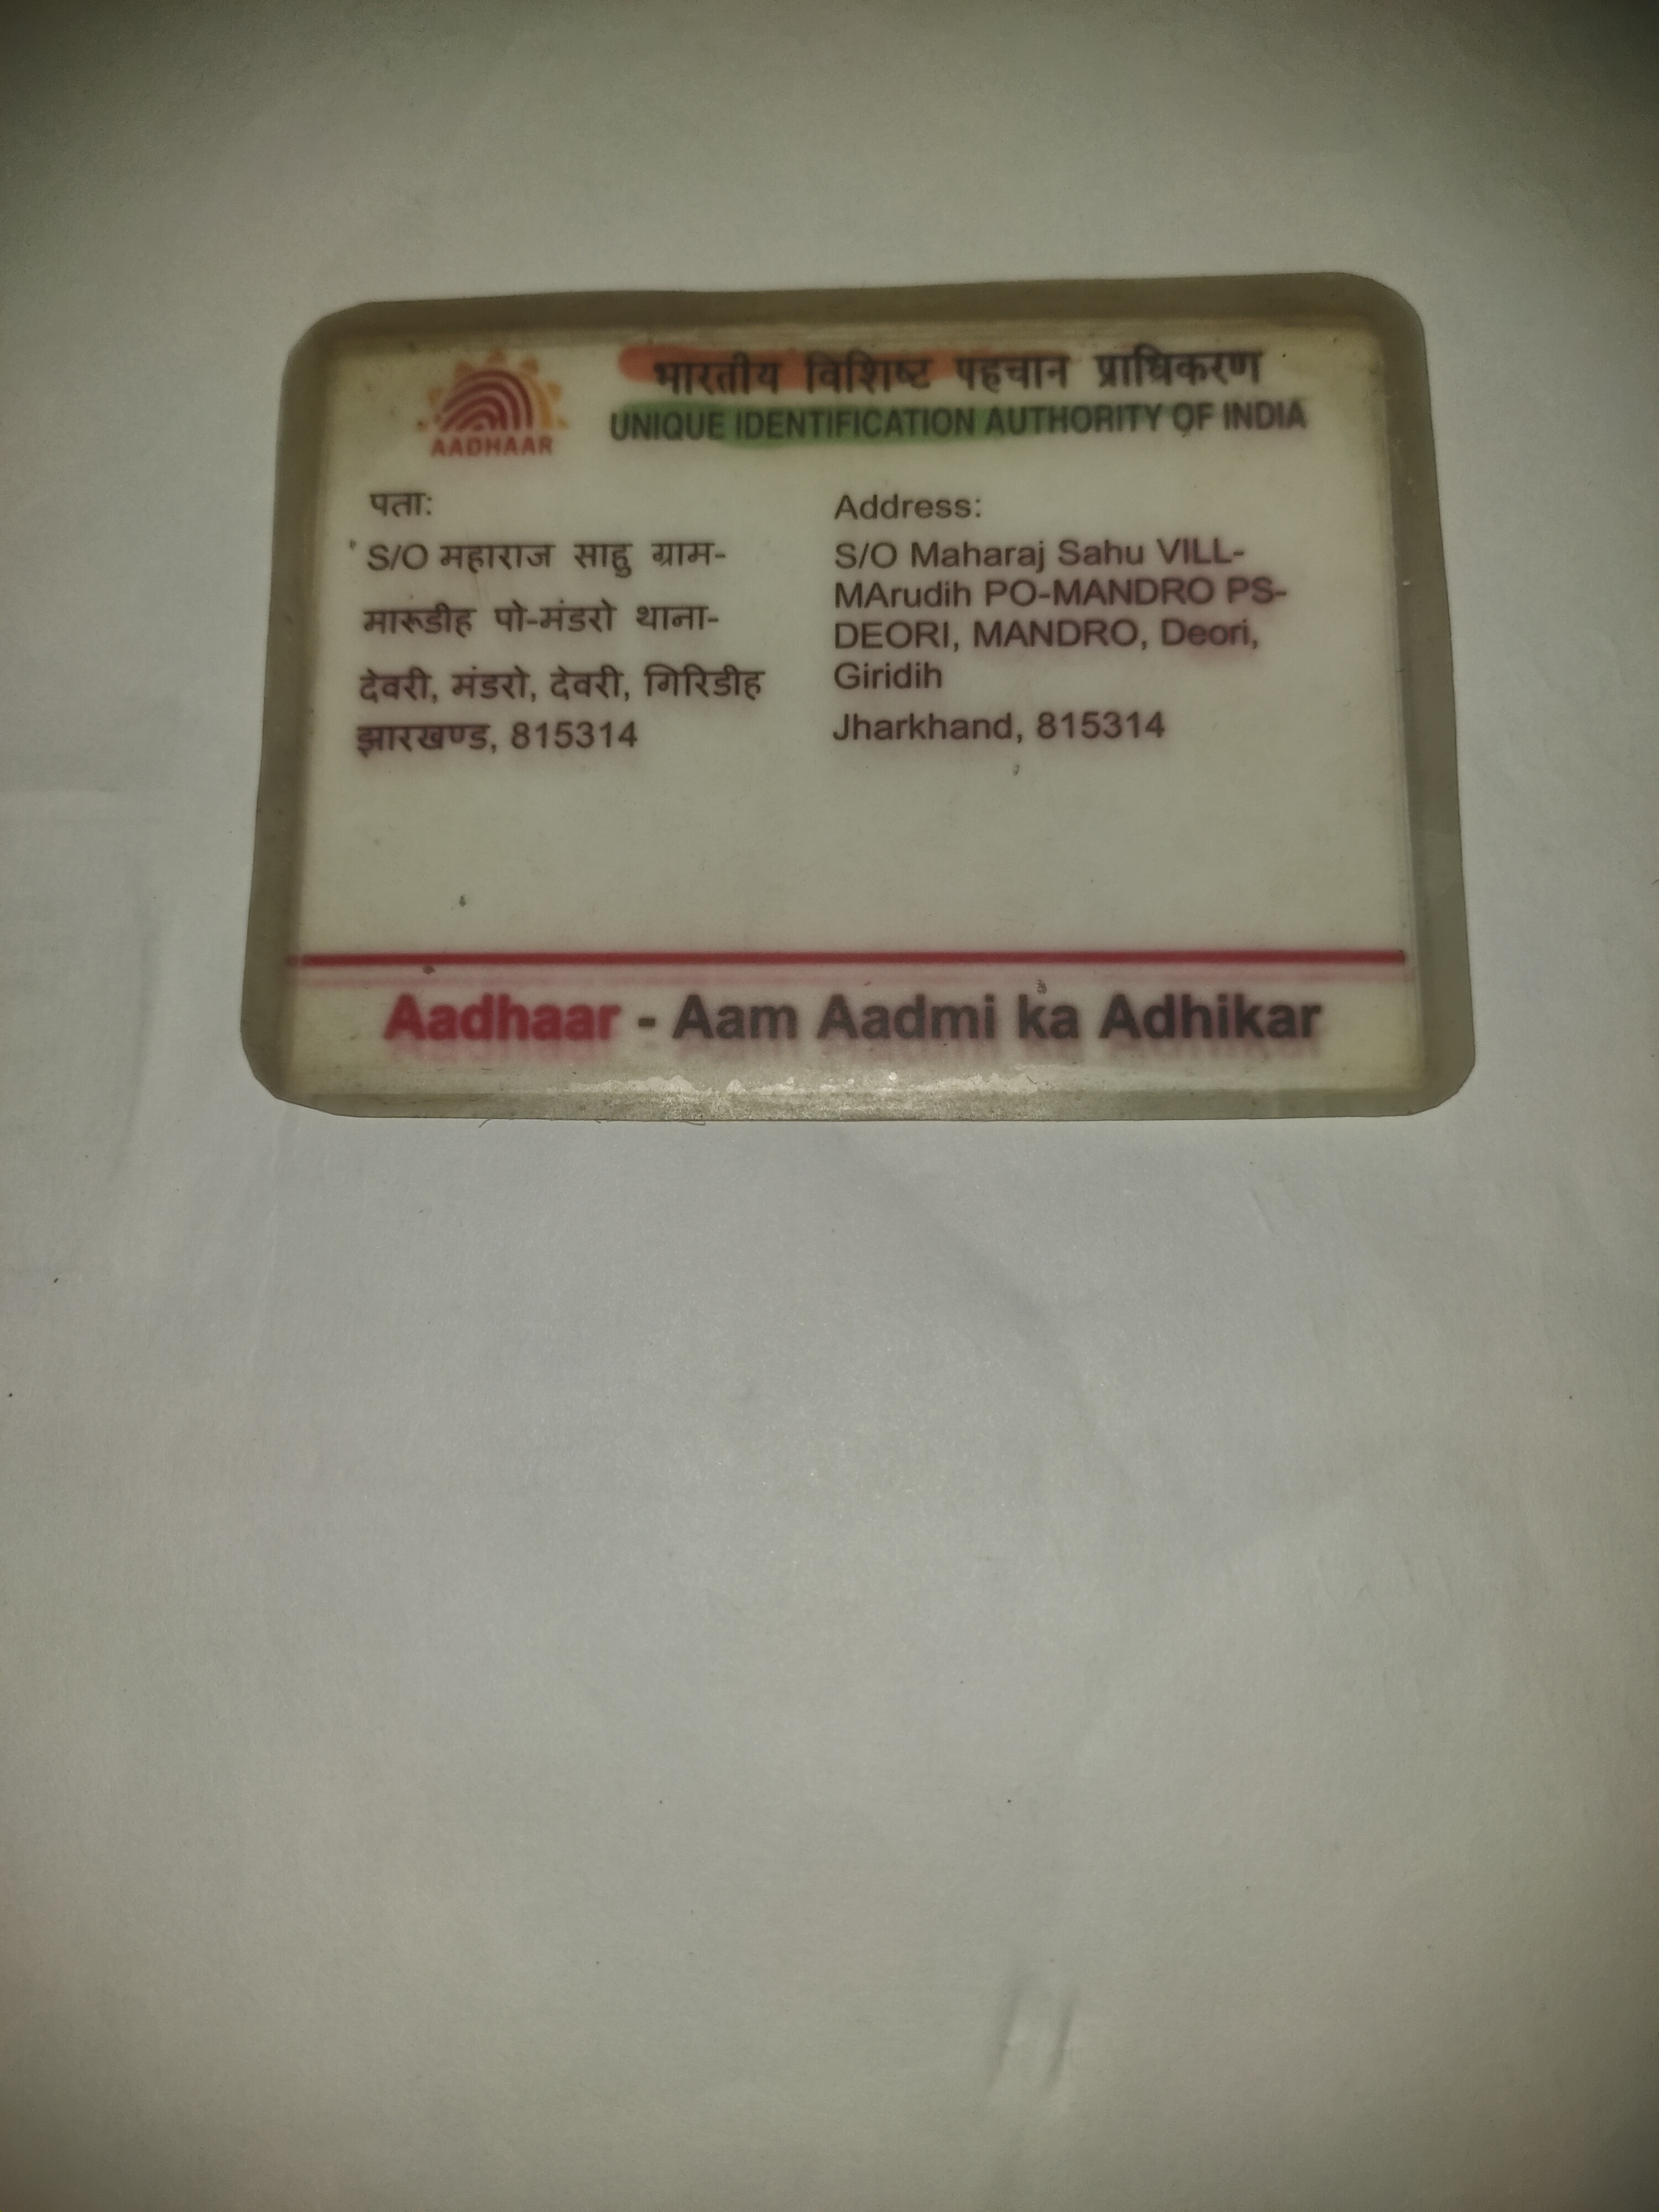 भारतीय विशिष्ट पहचान प्राधिकरण
UNIQUE IDENTIFICATION AUTHORITY OF INDIA
AADHAAR
पता:
S/O महाराज साहु ग्राम-
मारूडीह पो-मंडरो थाना-
देवरी, मंडरो, देवरी, गिरिडीह
झारखण्ड, 815314
Address:
S/O Maharaj Sahu VILL-
MArudih PO-MANDRO PS-
DEORI, MANDRO, Deori,
Giridih
Jharkhand, 815314
Aadhaar - Aam Aadmi ka Adhikar